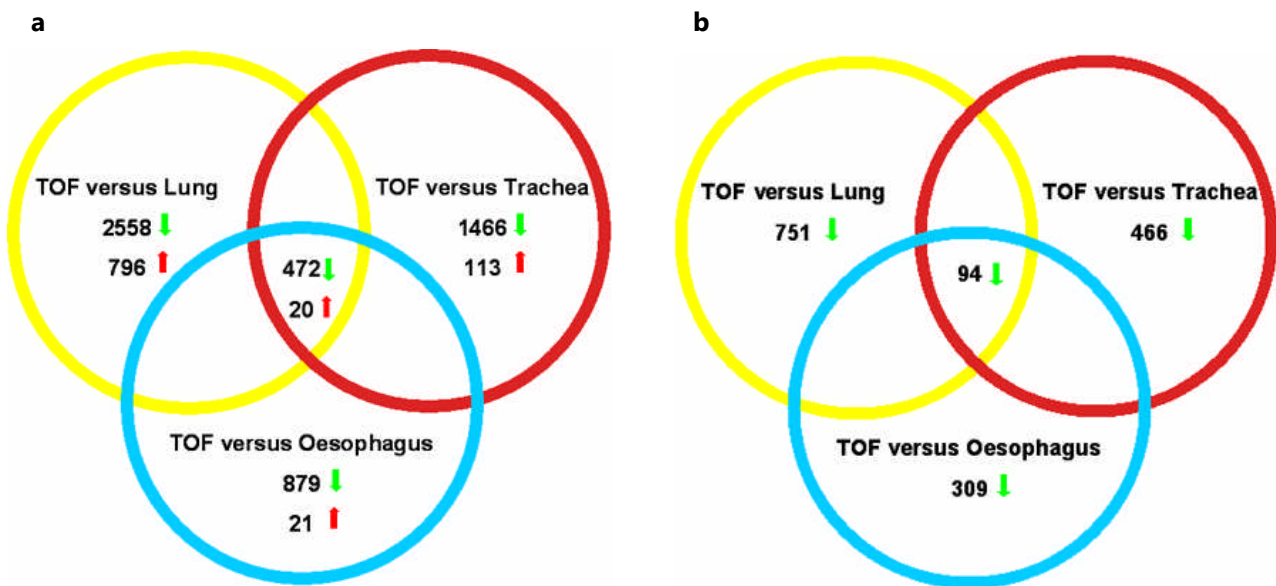 a
TOF versus Lung
2558
796
TOF versus Trachea
1466
113
472
20
TOF versus Oesophagus
879
21
b
TOF versus Lung
751
TOF versus Trachea
466
94
TOF versus Oesophagus
309